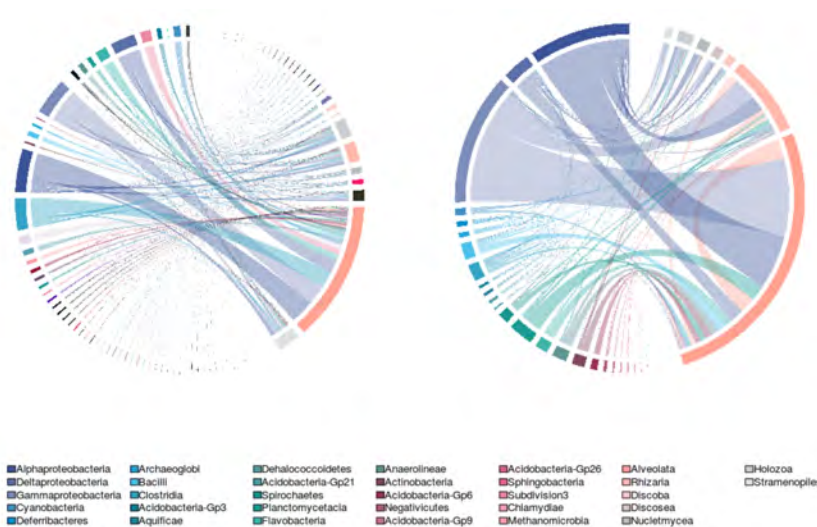 Alphaproteobacteria Archaeoglobi Dehalococcoidetes Anaerolineae Acidobacteria-Gp26 Alveolata Holozoa
Deltaproteobacteria Bacilli Acidobacteria-Gp21 Actinobacteria Sphingobacteria Rhizaria Stramenopiles
Gammaproteobacteria Clostridia Spirochaetes Acidobacteria-Gp6 Subdivision3 Discoba
Cyanobacteria Acidobacteria-Gp3 Planctomycetacia Negativicutes Chlamydiae Discosea
Deferribacteres Aquificae Flavobacteria Acidobacteria-Gp9 Methanomicrobia Nucletmycea